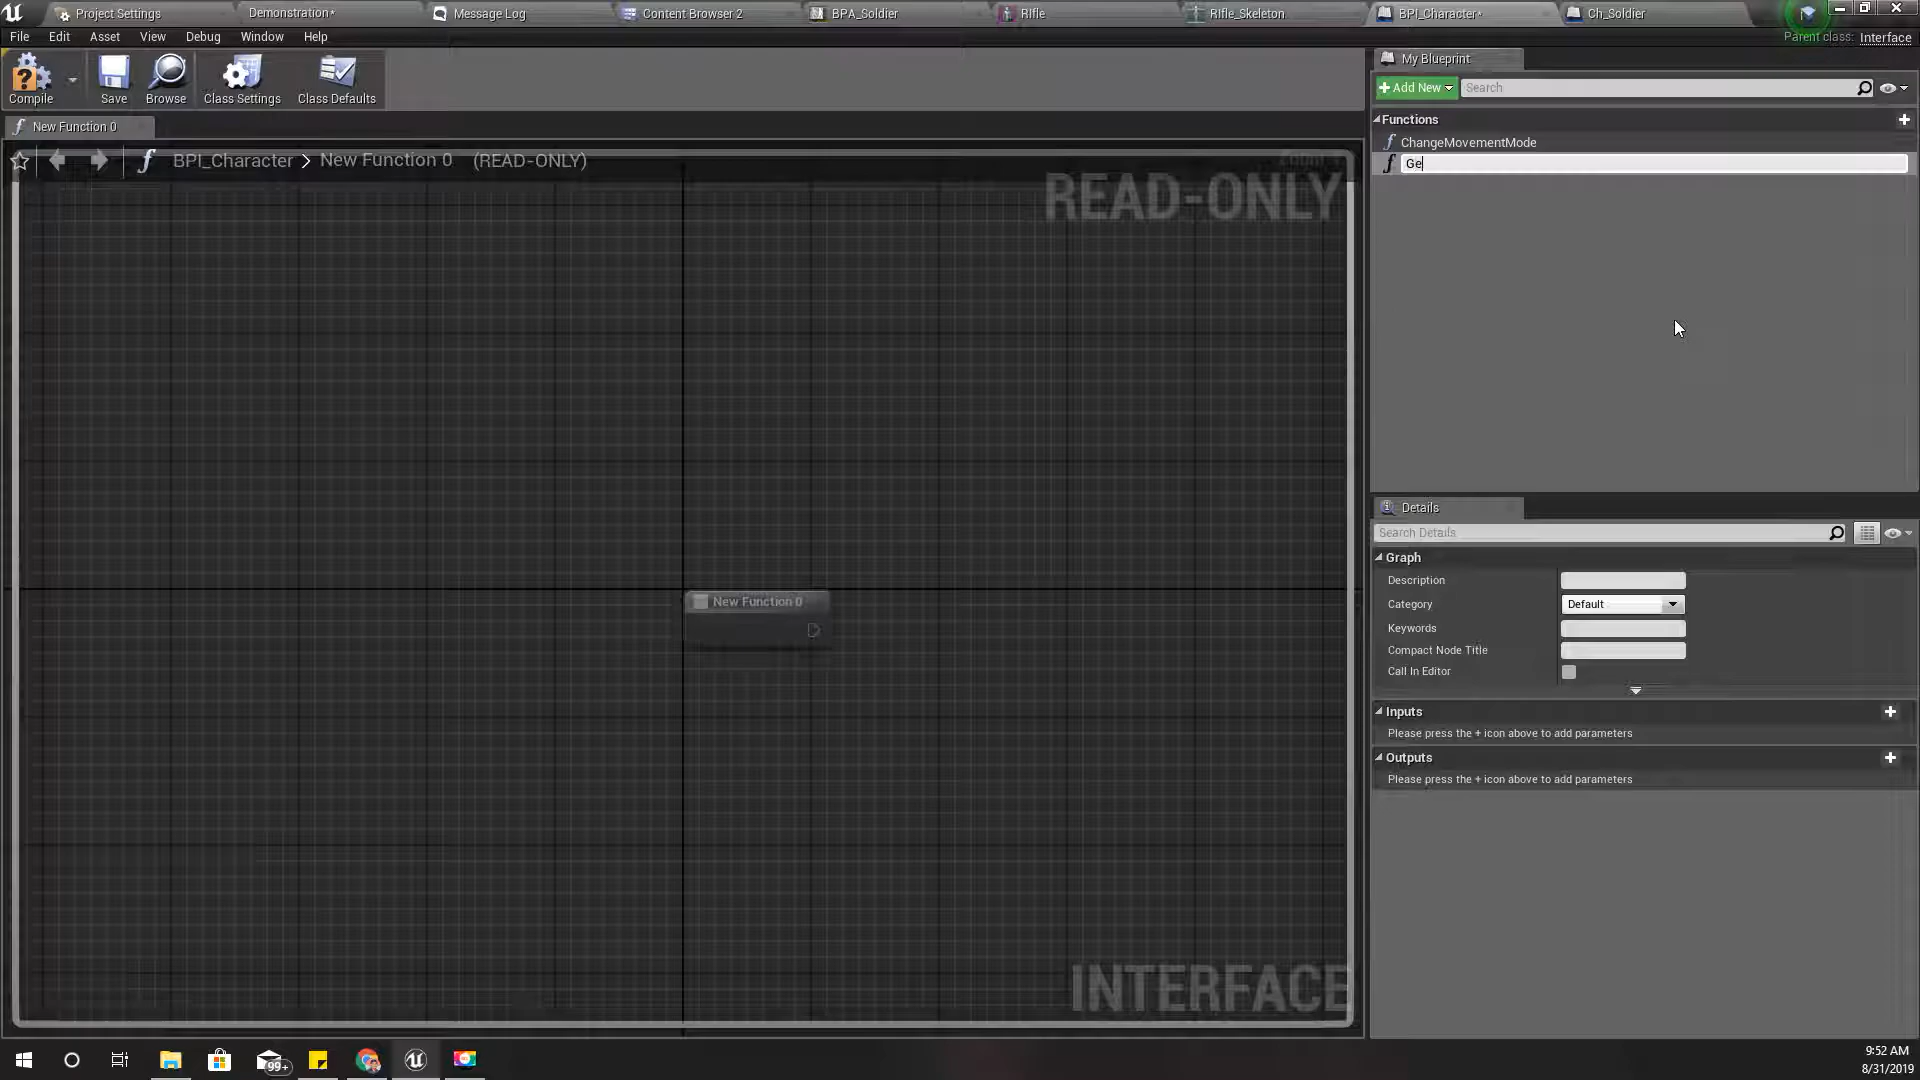 Project Settings
Demonstration*
Message Log
Content Browser 2
BPA_Soldier
RIfle
RIfle_Skeleton
BPI_Character*
Ch_Soldier
File Edit Asset View Debug Window Help
Parent class: Interface
Compile
Save
Browse
Class Settings
Class Defaults
My Blueprint
+ Add New
Search
New Function 0
Functions
ChangeMovementMode
Ge
BPI_Character > New Function 0 (READ-ONLY)
READ-ONLY
New Function 0
INTERFACE
Details
Search Details
Graph
Description
Category Default
Keywords
Compact Node Title
Call In Editor
Inputs
Please press the + icon above to add parameters
Outputs
Please press the + icon above to add parameters
99+
9:52 AM
8/31/2019